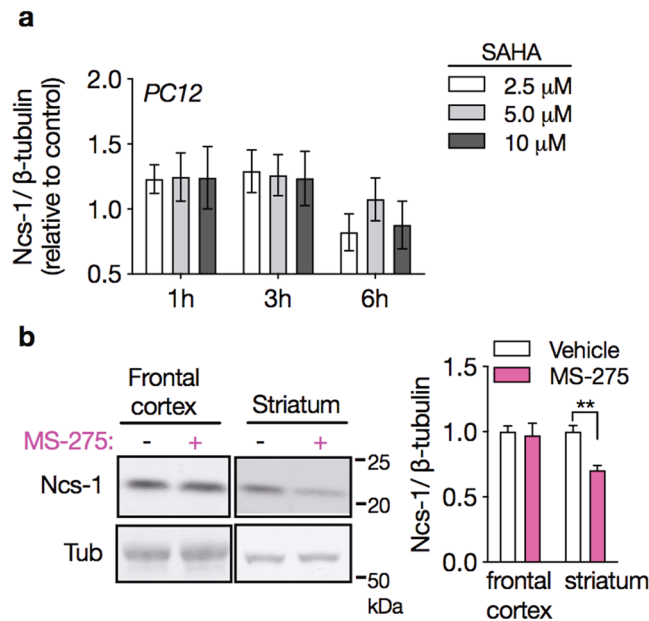 a
SAHA
2.5 μM
5.0 μM
10 μM
PC12
Ncs-1/ β-tubulin
(relative to control)
2.0
1.5
1.0
0.5
1h 3h 6h
b
Frontal
cortex
Striatum
MS-275: - + - +
Ncs-1
Tub
25
20
50
kDa
Vehicle
MS-275
**
Ncs-1/ β-tubulin
1.5
1.0
0.5
0.0
frontal
cortex
striatum